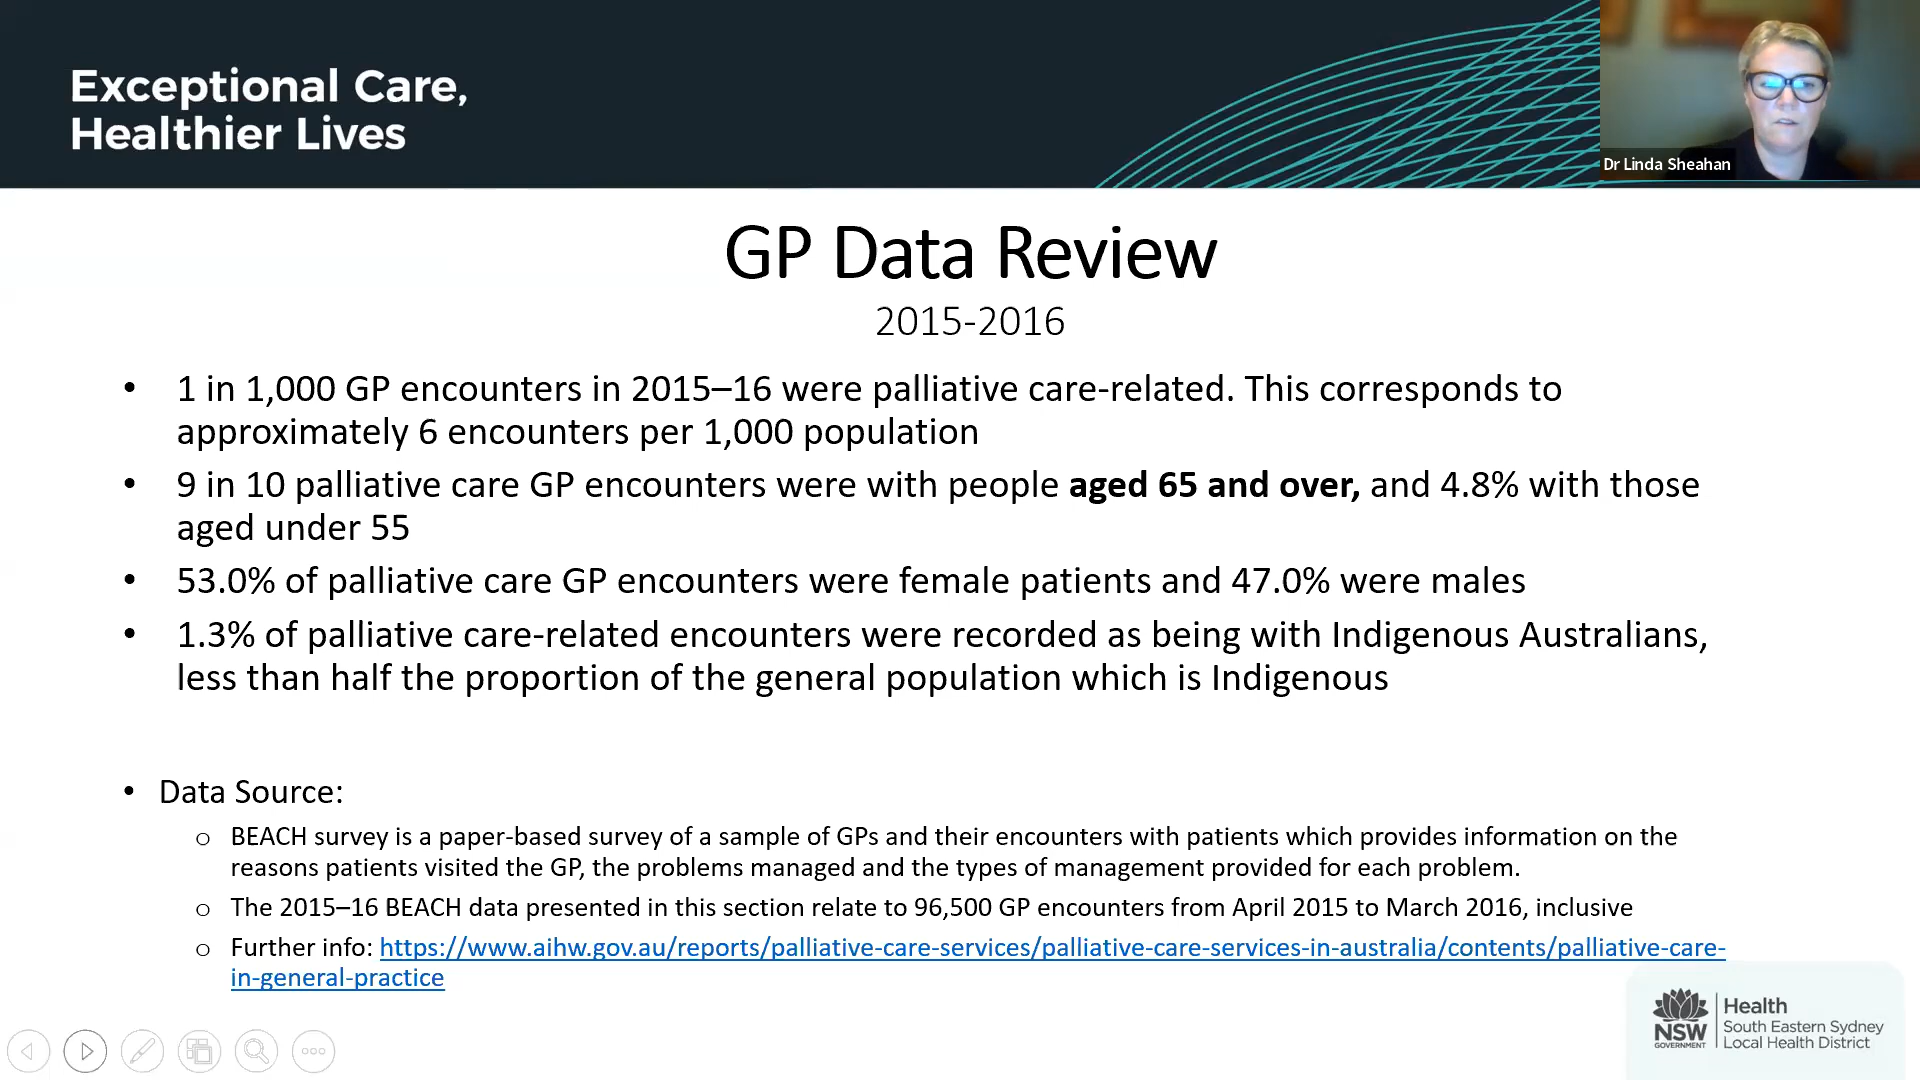 Exceptional Care,
Healthier Lives
Dr Linda Sheahan
GP Data Review
2015-2016
• 1 in 1,000 GP encounters in 2015–16 were palliative care-related. This corresponds to
approximately 6 encounters per 1,000 population
• 9 in 10 palliative care GP encounters were with people aged 65 and over, and 4.8% with those
aged under 55
• 53.0% of palliative care GP encounters were female patients and 47.0% were males
• 1.3% of palliative care-related encounters were recorded as being with Indigenous Australians,
less than half the proportion of the general population which is Indigenous
• Data Source:
o BEACH survey is a paper-based survey of a sample of GPs and their encounters with patients which provides information on the
reasons patients visited the GP, the problems managed and the types of management provided for each problem.
o The 2015–16 BEACH data presented in this section relate to 96,500 GP encounters from April 2015 to March 2016, inclusive
o Further info: https://www.aihw.gov.au/reports/palliative-care-services/palliative-care-services-in-australia/contents/palliative-care-
in-general-practice
NSW
GOVERNMENT
Health
South Eastern Sydney
Local Health District